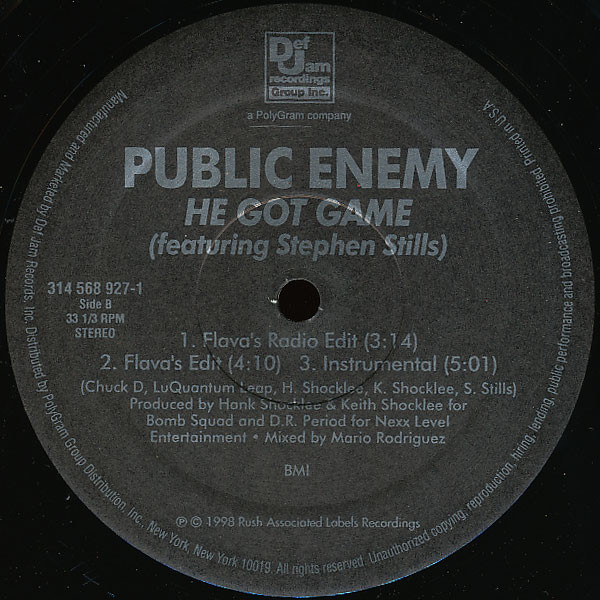 Def
Jam
recordings
Group Inc.
a PolyGram company
PUBLIC ENEMY
HE GOT GAME
(featuring Stephen Stills)
314 568 927-1
Side B
33 1/3 RPM
STEREO
1. Flava's Radio Edit (3:14)
2. Flava's Edit (4:10) 3. Instrumental (5:01)
(Chuck D, LuQuantum Leap, H. Shocklee, K. Shocklee, S. Stills)
Produced by Hank Shocklee & Keith Shocklee for
Bomb Squad and D.R. Period for Nexx Level
Entertainment • Mixed by Mario Rodriguez
BMI
℗ © 1998 Rush Associated Labels Recordings
Manufactured and Marketed by Def Jam Records, Inc. Distributed by PolyGram Group Distribution, Inc., New York, New York 10019. All rights reserved. Unauthorized copying, reproduction, hiring, lending, public performance and broadcasting prohibited. Printed in U.S.A